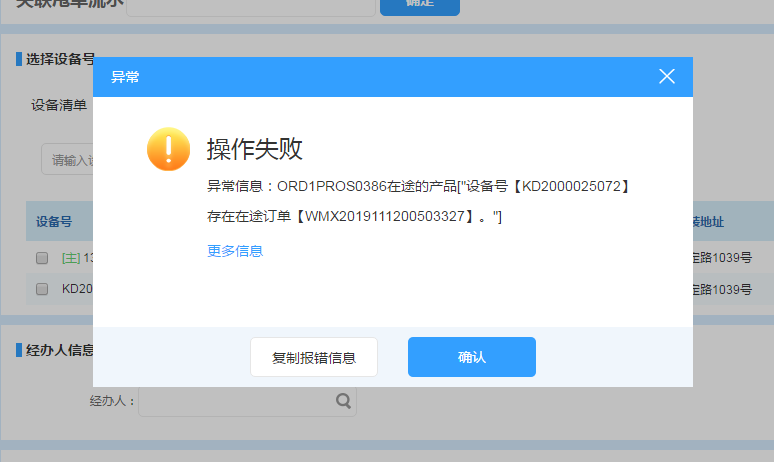 关联甩单流水
确定
选择设备号
异常
设备清单
操作失败
请输入
异常信息：ORD1PROS0386在途的产品["设备号【KD2000025072】
存在在途订单【WMX2019111200503327】。"]
设备号
装地址
更多信息
[主] 13
定路1039号
KD200
定路1039号
经办人信息
复制报错信息
确认
经办人：